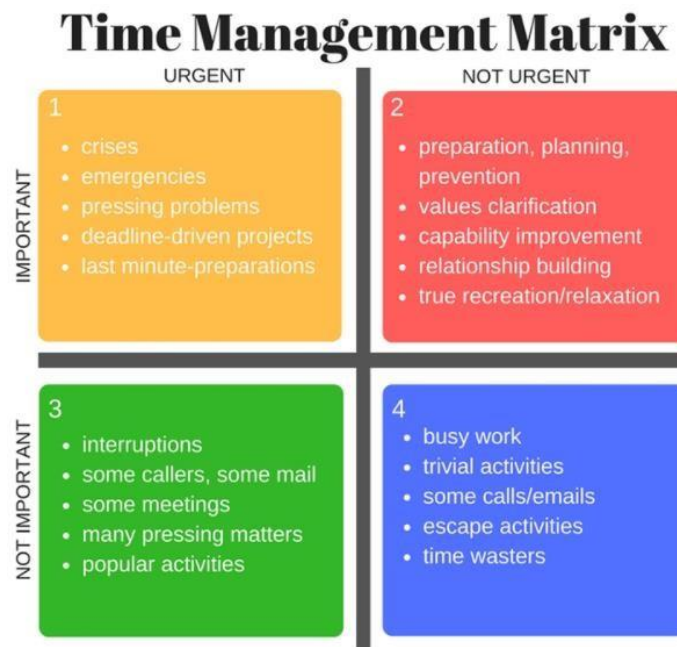 Time Management Matrix
URGENT
NOT URGENT
IMPORTANT
1
• crises
• emergencies
• pressing problems
• deadline-driven projects
• last minute-preparations
2
• preparation, planning,
prevention
• values clarification
• capability improvement
• relationship building
• true recreation/relaxation
NOT IMPORTANT
3
• interruptions
• some callers, some mail
• some meetings
• many pressing matters
• popular activities
4
• busy work
• trivial activities
• some calls/emails
• escape activities
• time wasters